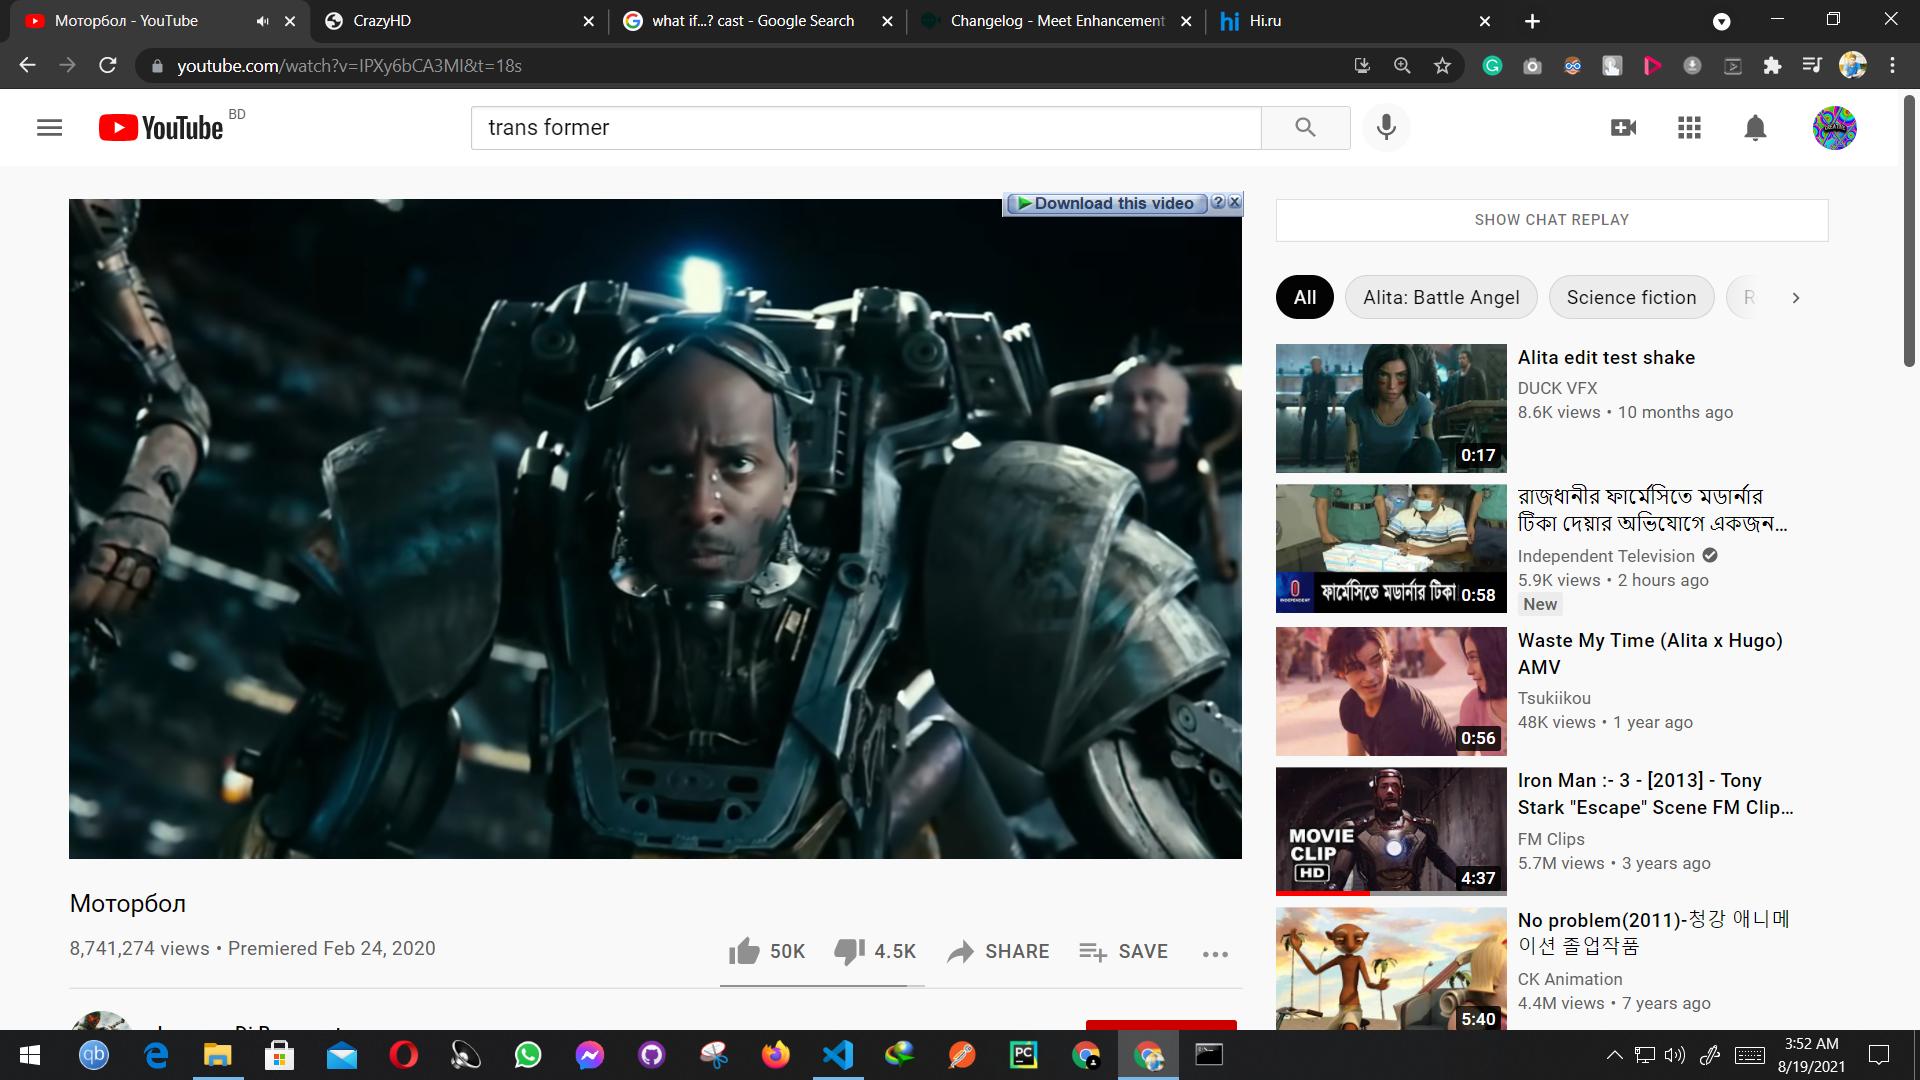 Моторбол - YouTube
CrazyHD
what if...? cast - Google Search
Changelog - Meet Enhancement
Hi.ru
youtube.com/watch?v=IPXy6bCA3MI&t=18s
YouTube BD
trans former
Download this video
SHOW CHAT REPLAY
All
Alita: Battle Angel
Science fiction
R
Alita edit test shake
DUCK VFX
8.6K views • 10 months ago
0:17
রাজধানীর ফার্মেসিতে মডার্নার
টিকা দেয়ার অভিযোগে একজন...
Independent Television
5.9K views • 2 hours ago
New
INDEPENDENT
ফার্মেসিতে মডার্নার টিকা
0:58
Waste My Time (Alita x Hugo)
AMV
Tsukiikou
48K views • 1 year ago
0:56
Iron Man :- 3 - [2013] - Tony
Stark "Escape" Scene FM Clip...
FM Clips
5.7M views • 3 years ago
MOVIE
CLIP
HD
4:37
No problem(2011)-청강 애니메
이션 졸업작품
CK Animation
4.4M views • 7 years ago
5:40
Моторбол
8,741,274 views • Premiered Feb 24, 2020
50K
4.5K
SHARE
SAVE
qb
PC
3:52 AM
8/19/2021